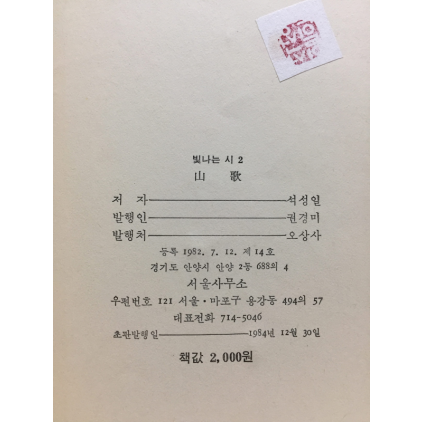 빛나는 시 2
山 歌
저 자 석성일
발행인 권경미
발행처 오상사
등록 1982. 7. 12. 제 14호
경기도 안양시 안양 2동 688의 4
서울사무소
우편번호 121 서울·마포구 용강동 494의 57
대표전화 714-5046
초판발행일 1984년 12월 30일
책값 2,000원